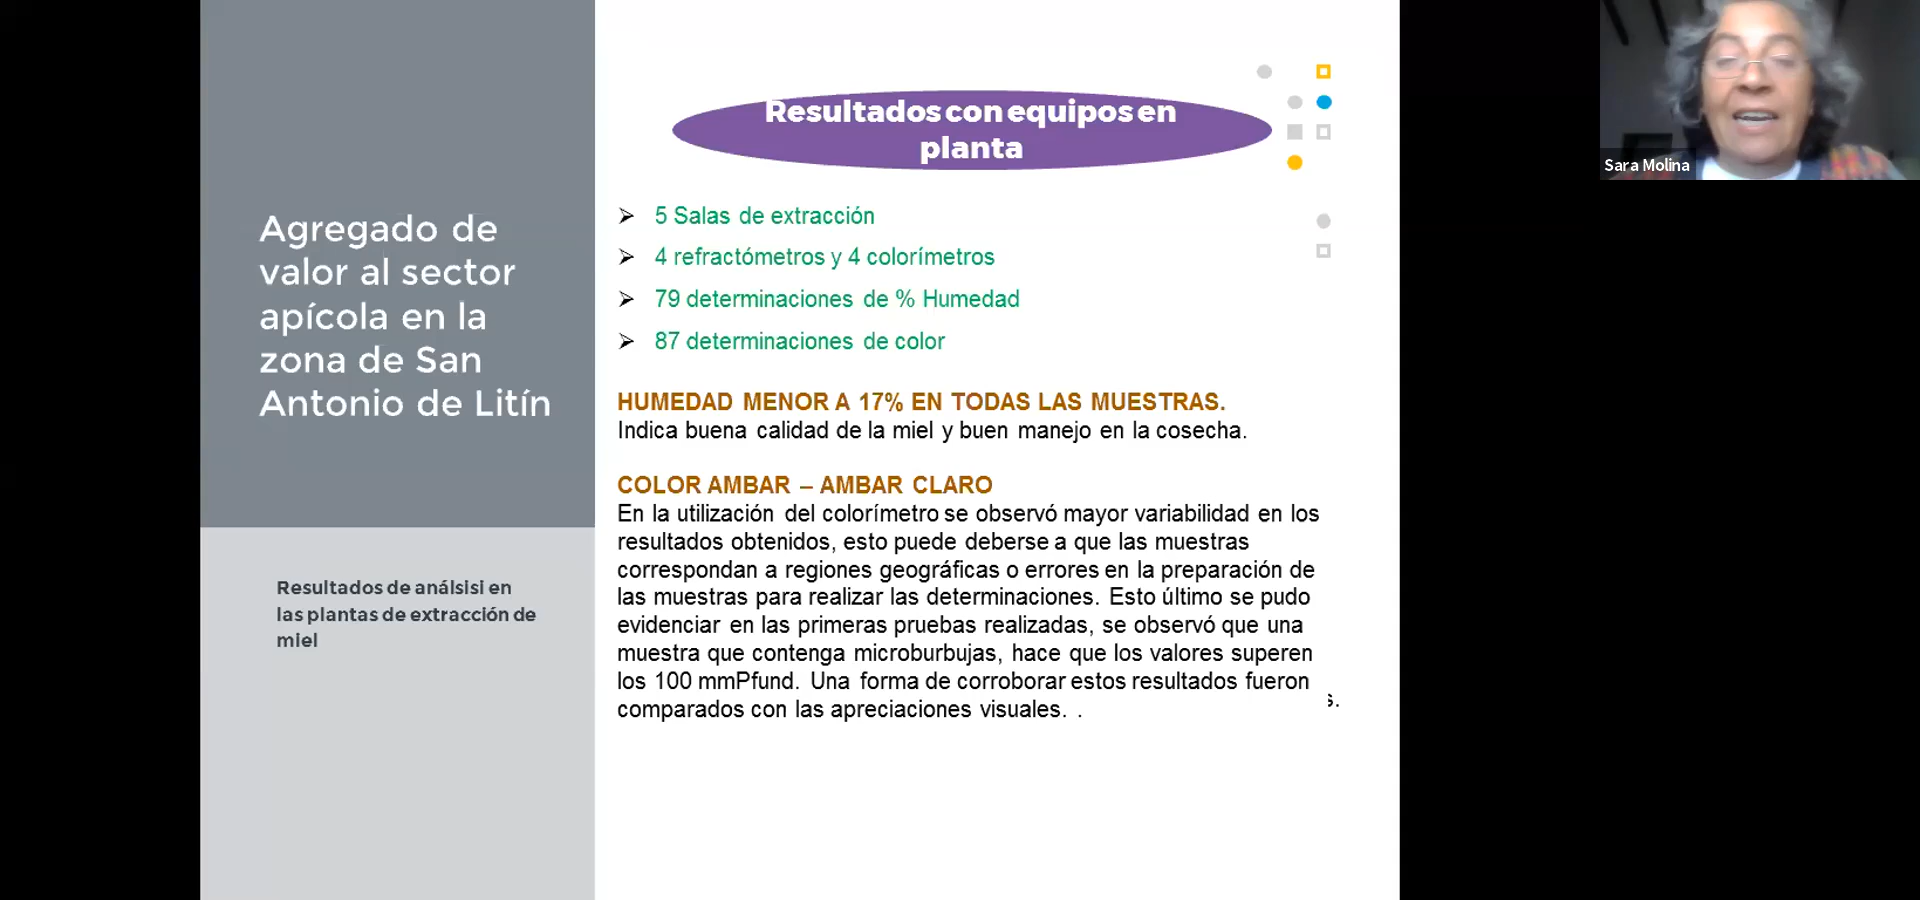 Agregado de
valor al sector
apícola en la
zona de San
Antonio de Litín
Resultados de análsisi en
las plantas de extracción de
miel
Resultados con equipos en
planta
5 Salas de extracción
4 refractómetros y 4 colorímetros
79 determinaciones de % Humedad
87 determinaciones de color
HUMEDAD MENOR A 17% EN TODAS LAS MUESTRAS.
Indica buena calidad de la miel y buen manejo en la cosecha.
COLOR AMBAR – AMBAR CLARO
En la utilización del colorímetro se observó mayor variabilidad en los
resultados obtenidos, esto puede deberse a que las muestras
correspondan a regiones geográficas o errores en la preparación de
las muestras para realizar las determinaciones. Esto último se pudo
evidenciar en las primeras pruebas realizadas, se observó que una
muestra que contenga microburbujas, hace que los valores superen
los 100 mmPfund. Una forma de corroborar estos resultados fueron
comparados con las apreciaciones visuales. .
s.
Sara Molina